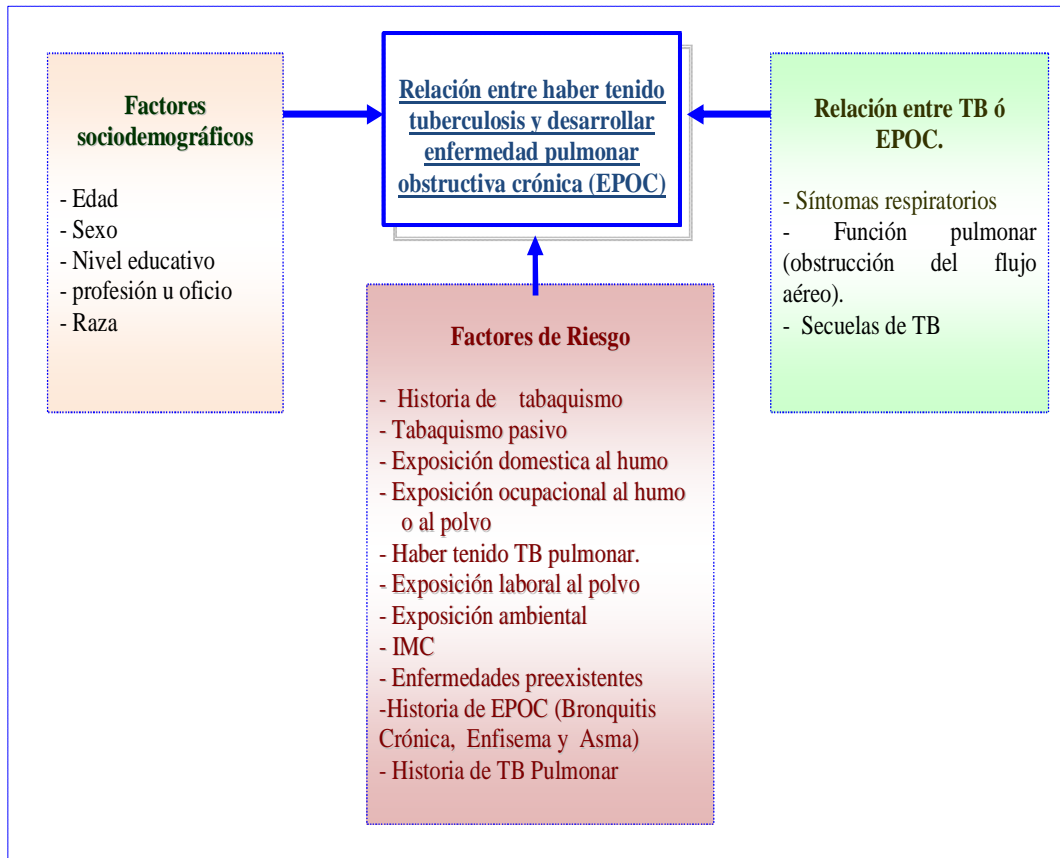 Factores
sociodemográficos
- Edad
- Sexo
- Nivel educativo
- profesión u oficio
- Raza
Relación entre haber tenido
tuberculosis y desarrollar
enfermedad pulmonar
obstructiva crónica (EPOC)
Relación entre TB ó
EPOC.
- Síntomas respiratorios
- Función pulmonar
(obstrucción del flujo
aéreo).
- Secuelas de TB
Factores de Riesgo
- Historia de tabaquismo
- Tabaquismo pasivo
- Exposición domestica al humo
- Exposición ocupacional al humo
o al polvo
- Haber tenido TB pulmonar.
- Exposición laboral al polvo
- Exposición ambiental
- IMC
- Enfermedades preexistentes
-Historia de EPOC (Bronquitis
Crónica, Enfisema y Asma)
- Historia de TB Pulmonar